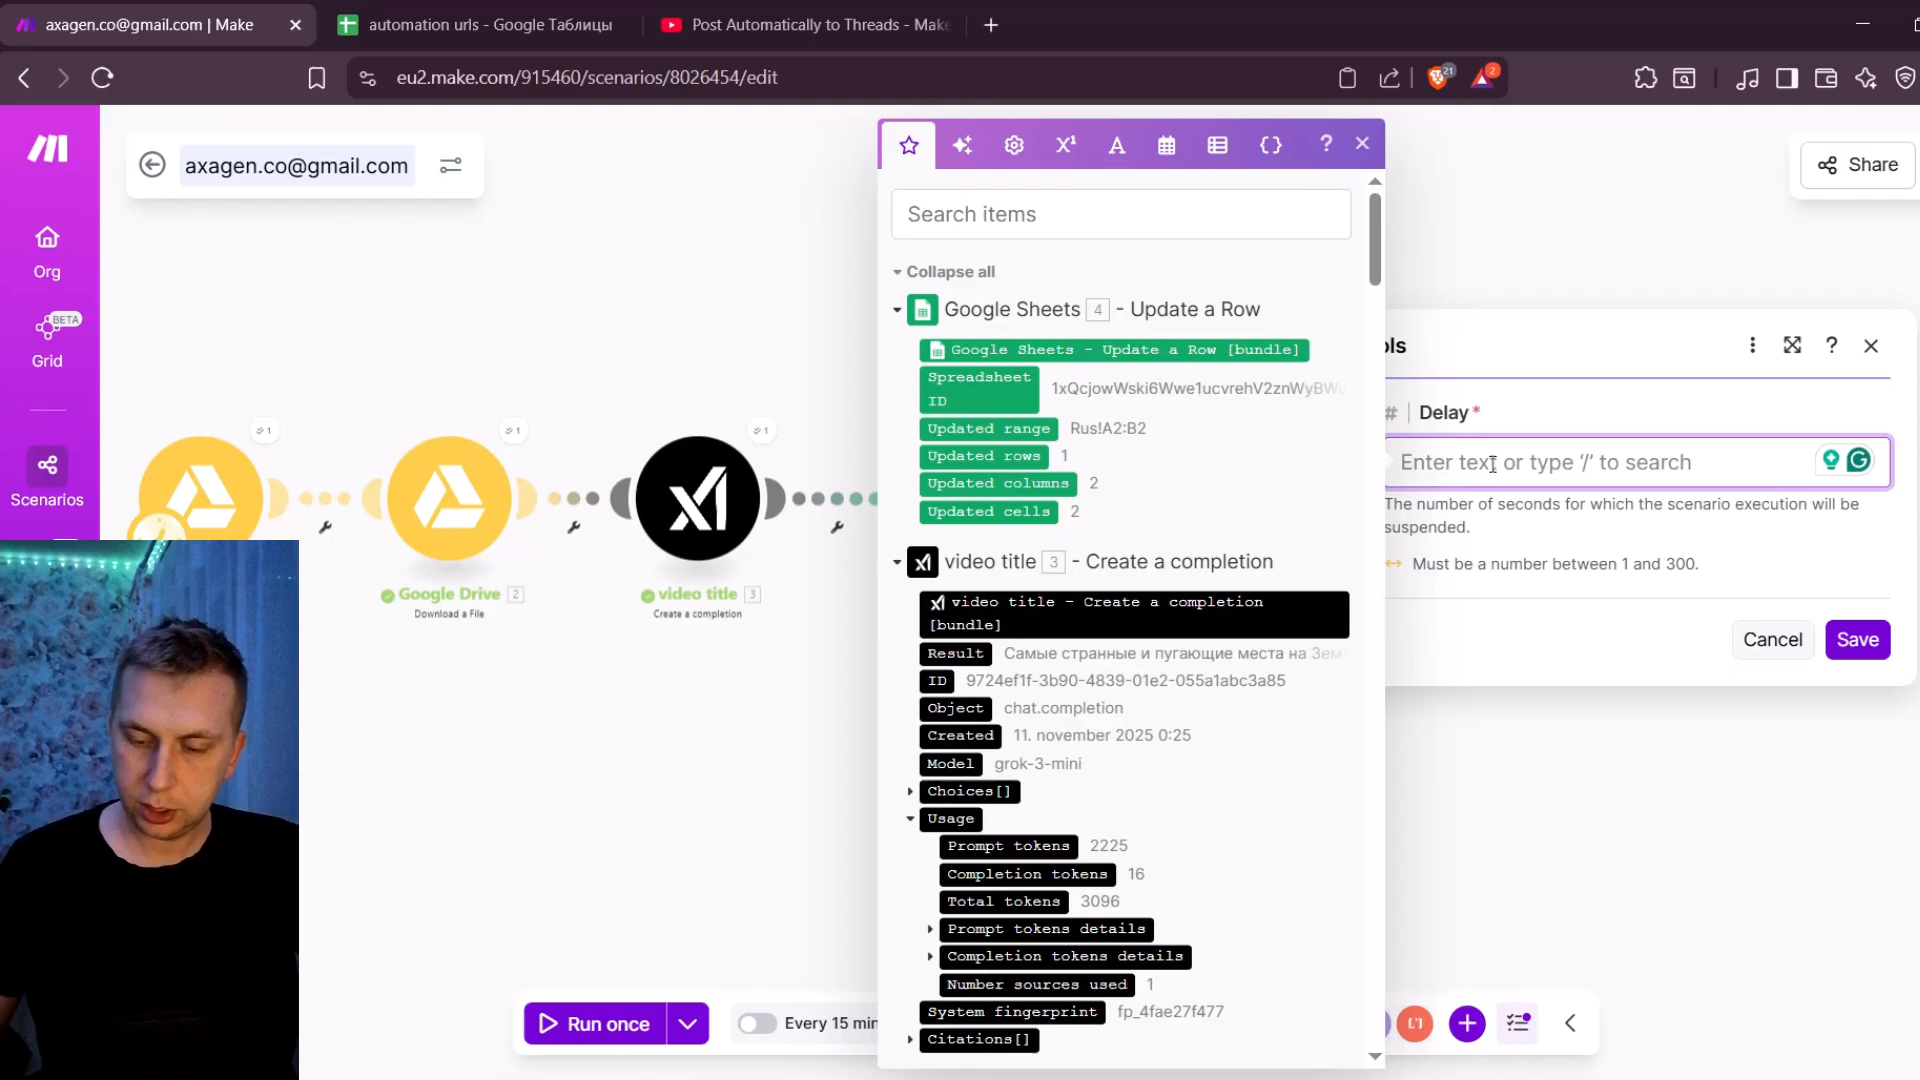 axagen.co@gmail.com | Make
automation urls - Google Таблицы
Post Automatically to Threads - Make
eu2.make.com/915460/scenarios/8026454/edit
21
2
axagen.co@gmail.com
Share
Org
BETA
Grid
Scenarios
Search items
Collapse all
Google Sheets 4 - Update a Row
Google Sheets - Update a Row [bundle]
Spreadsheet ID 1xQcjowWski6Wwe1ucvrehV2znWyBW
Updated range Rus!A2:B2
Updated rows 1
Updated columns 2
Updated cells 2
video title 3 - Create a completion
video title - Create a completion
[bundle]
Result Самые странные и пугающие места на Зем
ID 9724ef1f-3b90-4839-01e2-055a1abc3a85
Object chat.completion
Created 11. november 2025 0:25
Model grok-3-mini
Choices[]
Usage
Prompt tokens 2225
Completion tokens 16
Total tokens 3096
Prompt tokens details
Completion tokens details
Number sources used 1
System fingerprint fp_4fae27f477
Citations[]
ols
# Delay *
Enter text or type '/' to search
The number of seconds for which the scenario execution will be
suspended.
Must be a number between 1 and 300.
Cancel
Save
1
1
1
Google Drive 2
Download a File
video title 3
Create a completion
Run once
Every 15 min